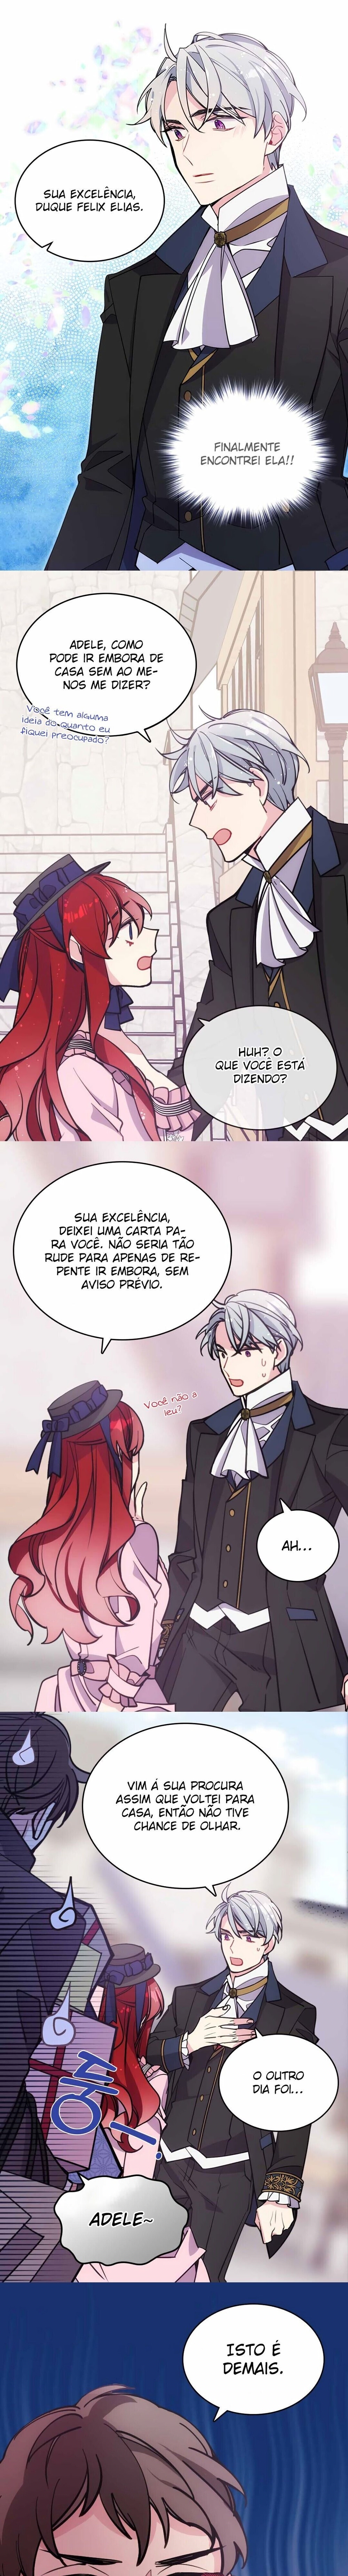 SUA EXCELÊNCIA,
DUQUE FELIX ELIAS.
FINALMENTE
ENCONTREI ELA!!
ADELE, COMO
PODE IR EMBORA DE
CASA SEM AO ME-
NOS ME DIZER?
Você tem alguma
ideia do quanto eu
fiquei preocupado?
HUH? O
QUE VOCÊ ESTÁ
DIZENDO?
SUA EXCELÊNCIA,
DEIXEI UMA CARTA PA-
RA VOCÊ. NÃO SERIA TÃO
RUDE PARA APENAS DE RE-
PENTE IR EMBORA, SEM
AVISO PRÉVIO.
Você não a
leu?
AH...
VIM Á SUA PROCURA
ASSIM QUE VOLTEI PARA
CASA, ENTÃO NÃO TIVE
CHANCE DE OLHAR.
O OUTRO
DIA FOI...
ADELE~
ISTO É
DEMAIS.